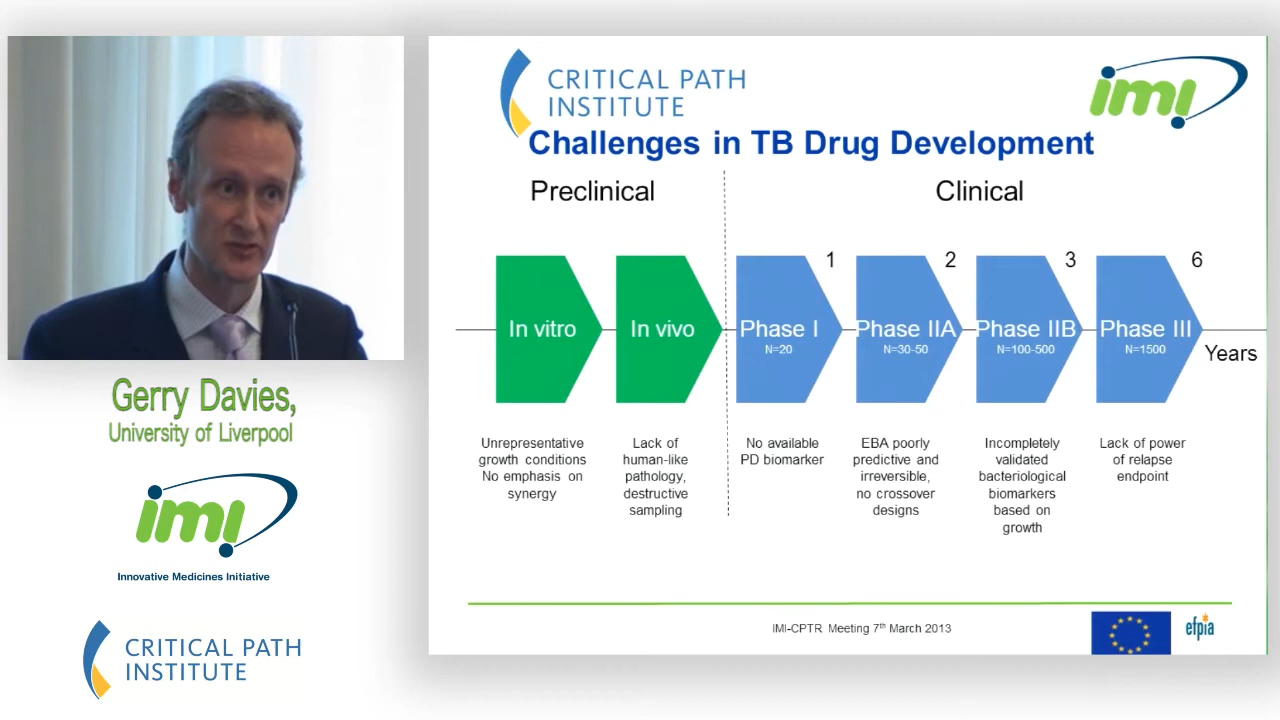 Gerry Davies,
University of Liverpool
imi
Innovative Medicines Initiative
CRITICAL PATH
INSTITUTE
CRITICAL PATH
INSTITUTE
imi
Challenges in TB Drug Development
Preclinical
Clinical
In vitro
In vivo
1
Phase I
N=20
2
Phase IIA
N=30-50
3
Phase IIB
N=100-500
6
Phase III
N=1500
Years
Unrepresentative
growth conditions
No emphasis on
synergy
Lack of
human-like
pathology,
destructive
sampling
No available
PD biomarker
EBA poorly
predictive and
irreversible,
no crossover
designs
Incompletely
validated
bacteriological
biomarkers
based on
growth
Lack of power
of relapse
endpoint
IMI-CPTR Meeting 7th March 2013
efpia